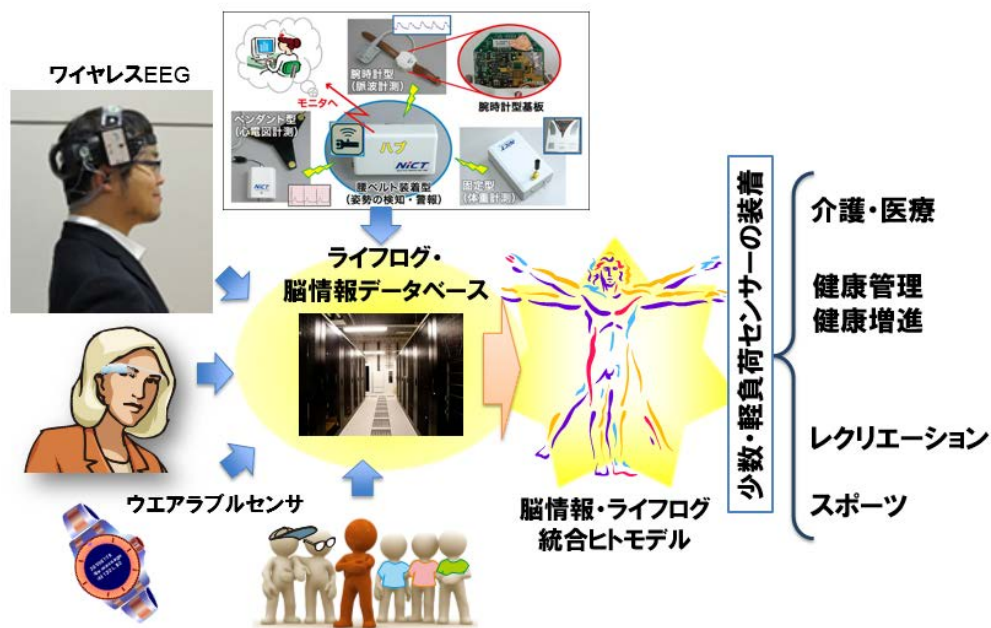 ワイヤレスEEG
モニタへ
腕時計型
(脈波計測)
腕時計型基板
ペンダント型
(心電図計測)
ハブ
NiCT
NiCT
NiCT
固定型
(体重計測)
腰ベルト装着型
(姿勢の検知・警報)
ライフログ・
脳情報データベース
ウエアラブルセンサ
脳情報・ライフログ
統合ヒトモデル
少数・軽負荷センサーの装着
介護・医療
健康管理
健康増進
レクリエーション
スポーツ